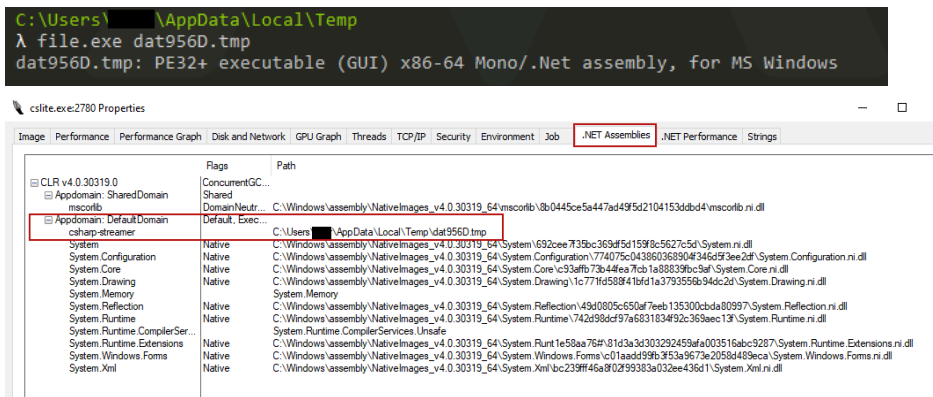 C:\Users\ \AppData\Local\Temp
λ file.exe dat956D.tmp
dat956D.tmp: PE32+ executable (GUI) x86-64 Mono/.Net assembly, for MS Windows
cslite.exe:2780 Properties
Image Performance Performance Graph Disk and Network GPU Graph Threads TCP/IP Security Environment Job .NET Assemblies .NET Performance Strings
Flags Path
CLR v4.0.30319.0 ConcurrentGC...
Appdomain: SharedDomain Shared
mscorlib DomainNeutr... C:\Windows\assembly\NativeImages_v4.0.30319_64\mscorlib\8b0445ce5a447ad49f5d2104153ddbd4\mscorlib.ni.dll
Appdomain: DefaultDomain Default, Exec...
csharp-streamer C:\Users\ \AppData\Local\Temp\dat956D.tmp
System Native C:\Windows\assembly\NativeImages_v4.0.30319_64\System\692cee7f35bc369df5d159f8c5627c5d\System.ni.dll
System.Configuration Native C:\Windows\assembly\NativeImages_v4.0.30319_64\System.Configuration\774075c043860368904f346d5f3ee2df\System.Configuration.ni.dll
System.Core Native C:\Windows\assembly\NativeImages_v4.0.30319_64\System.Core\c93affb73b44fea7fcb1a88839fbc9af\System.Core.ni.dll
System.Drawing Native C:\Windows\assembly\NativeImages_v4.0.30319_64\System.Drawing\1c771fd588f41bfd1a3793556b94dc2d\System.Drawing.ni.dll
System.Memory System.Memory
System.Reflection Native C:\Windows\assembly\NativeImages_v4.0.30319_64\System.Reflection\49d0805c650af7eeb135300cbda80997\System.Reflection.ni.dll
System.Runtime Native C:\Windows\assembly\NativeImages_v4.0.30319_64\System.Runtime\742d98dcf97a6831834f92c369aec13f\System.Runtime.ni.dll
System.Runtime.CompilerSer... System.Runtime.CompilerServices.Unsafe
System.Runtime.Extensions Native C:\Windows\assembly\NativeImages_v4.0.30319_64\System.Runt1e58aa76#\81d3a3d303292459afa003516abc9287\System.Runtime.Extensions.ni.dll
System.Windows.Forms Native C:\Windows\assembly\NativeImages_v4.0.30319_64\System.Windows.Forms\c01aadd99fb3f53a9673e2058d489eca\System.Windows.Forms.ni.dll
System.Xml Native C:\Windows\assembly\NativeImages_v4.0.30319_64\System.Xml\bc239fff46a8f02f99383a032ee436d1\System.Xml.ni.dll